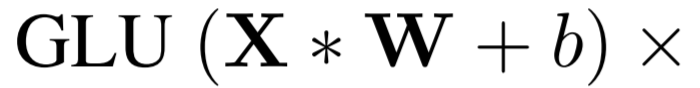 GLU (X * W + b) ×